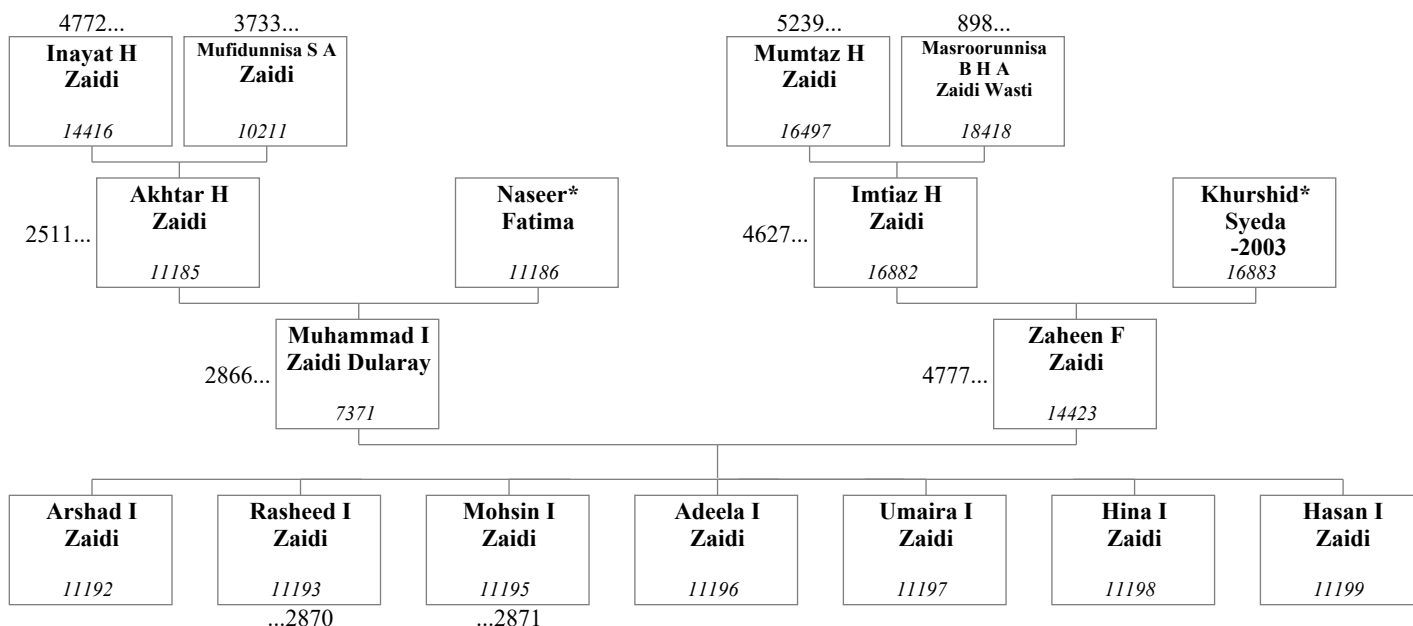 4772...
3733...
5239...
898...
Inayat H
Zaidi
14416
Mufidunnisa S A
Zaidi
10211
Mumtaz H
Zaidi
16497
Masroorunnisa
B H A
Zaidi Wasti
18418
2511...
Akhtar H
Zaidi
11185
Naseer*
Fatima
11186
4627...
Imtiaz H
Zaidi
16882
Khurshid*
Syeda
-2003
16883
2866...
Muhammad I
Zaidi Dularay
7371
4777...
Zaheen F
Zaidi
14423
Arshad I
Zaidi
11192
Rasheed I
Zaidi
11193
...2870
Mohsin I
Zaidi
11195
...2871
Adeela I
Zaidi
11196
Umaira I
Zaidi
11197
Hina I
Zaidi
11198
Hasan I
Zaidi
11199